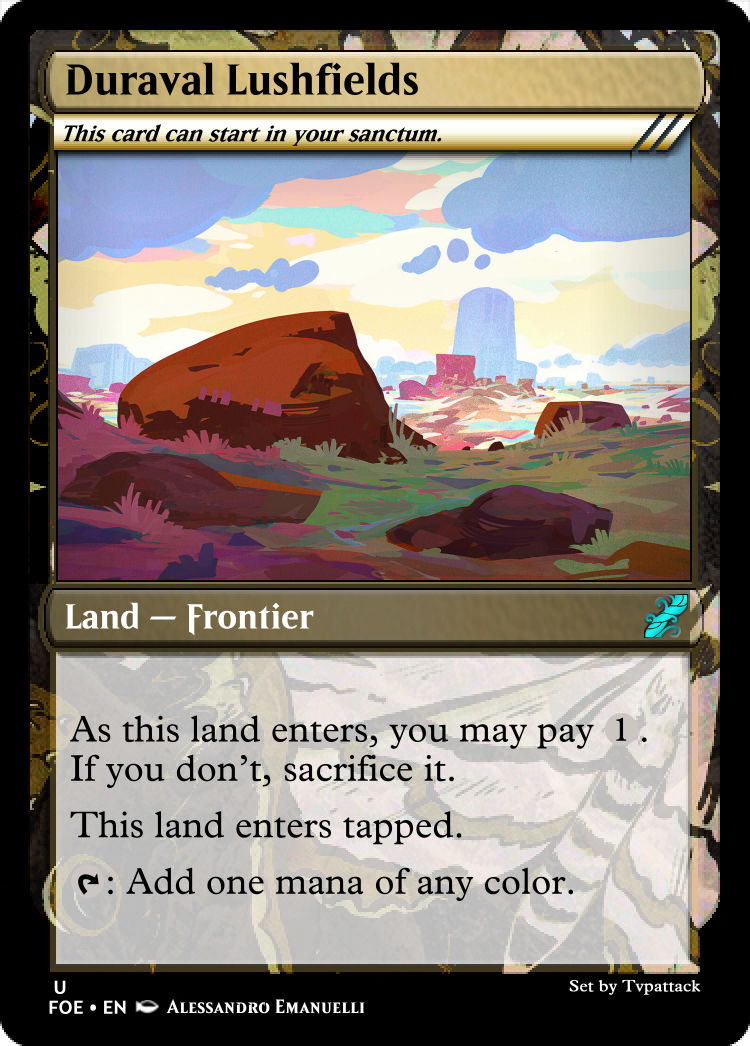 Duraval Lushfields
This card can start in your sanctum.
Land — Frontier
As this land enters, you may pay 1.
If you don't, sacrifice it.
This land enters tapped.
: Add one mana of any color.
U
Set by Tvpattack
FOE • EN Alessandro Emanuelli